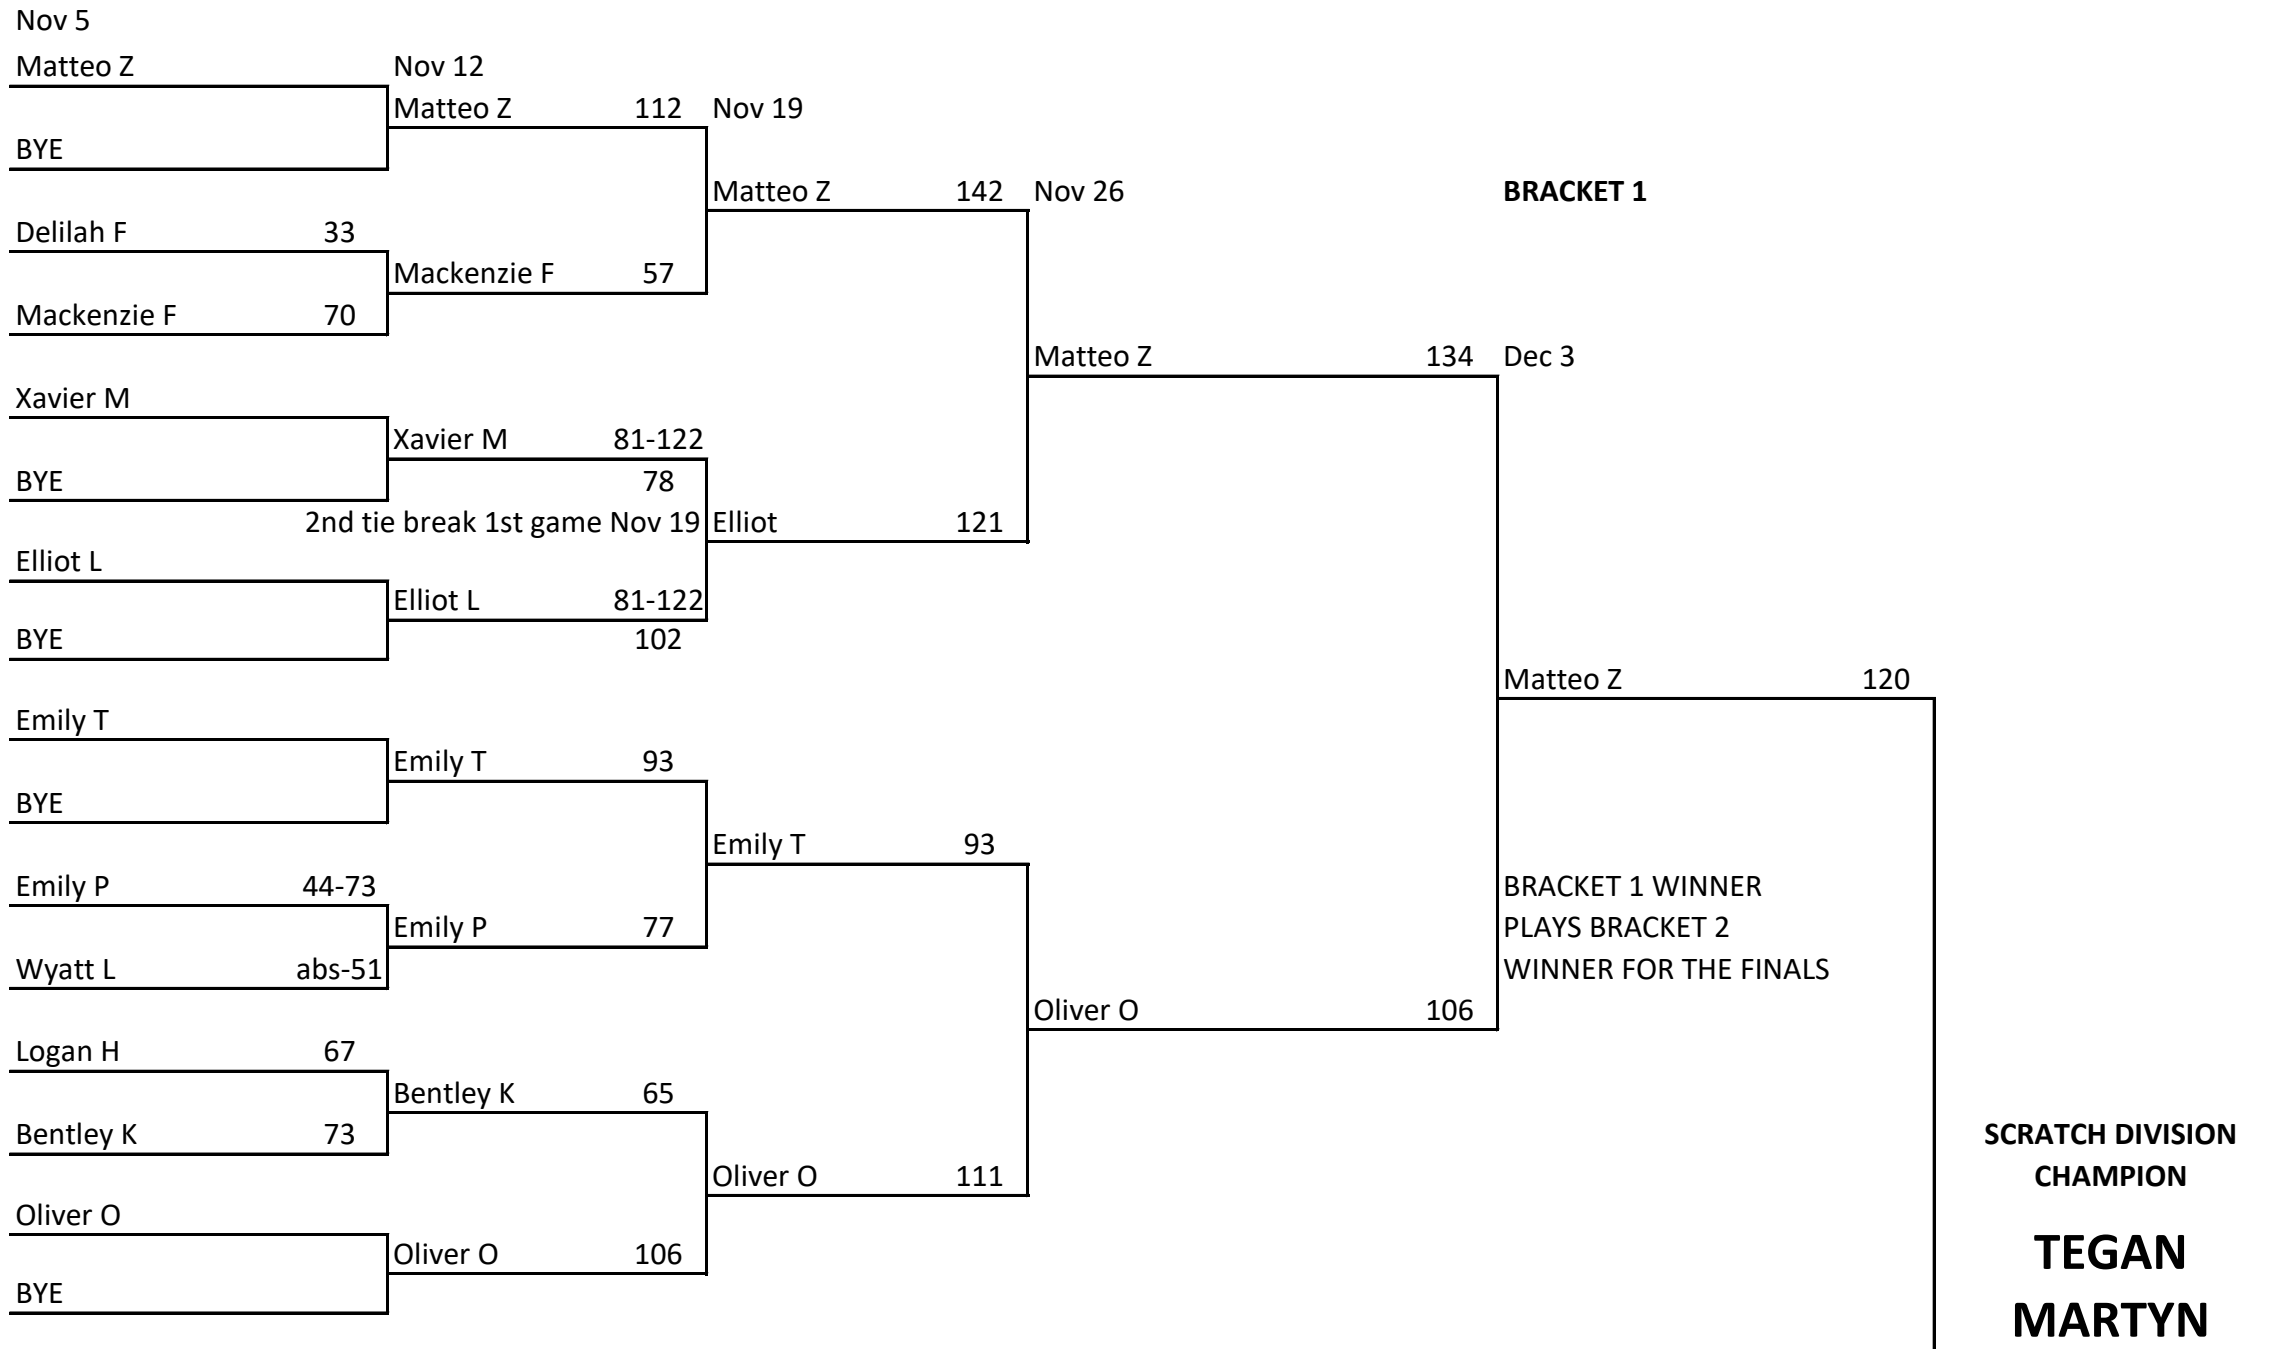 Nov 5
Matteo Z
Nov 12
Matteo Z 112
Nov 19
BYE
Matteo Z 142
Nov 26
BRACKET 1
Delilah F 33
Mackenzie F 57
Mackenzie F 70
Matteo Z 134
Dec 3
Xavier M
Xavier M 81-122
BYE
78
2nd tie break 1st game Nov 19
Elliot 121
Elliot L
Elliot L 81-122
BYE
102
Matteo Z 120
Emily T
Emily T 93
BYE
Emily T 93
Emily P 44-73
BRACKET 1 WINNER
Emily P 77
PLAYS BRACKET 2
Wyatt L abs-51
WINNER FOR THE FINALS
Oliver O 106
Logan H 67
Bentley K 65
Bentley K 73
SCRATCH DIVISION
Oliver O 111
CHAMPION
Oliver O
Oliver O 106
TEGAN
BYE
MARTYN